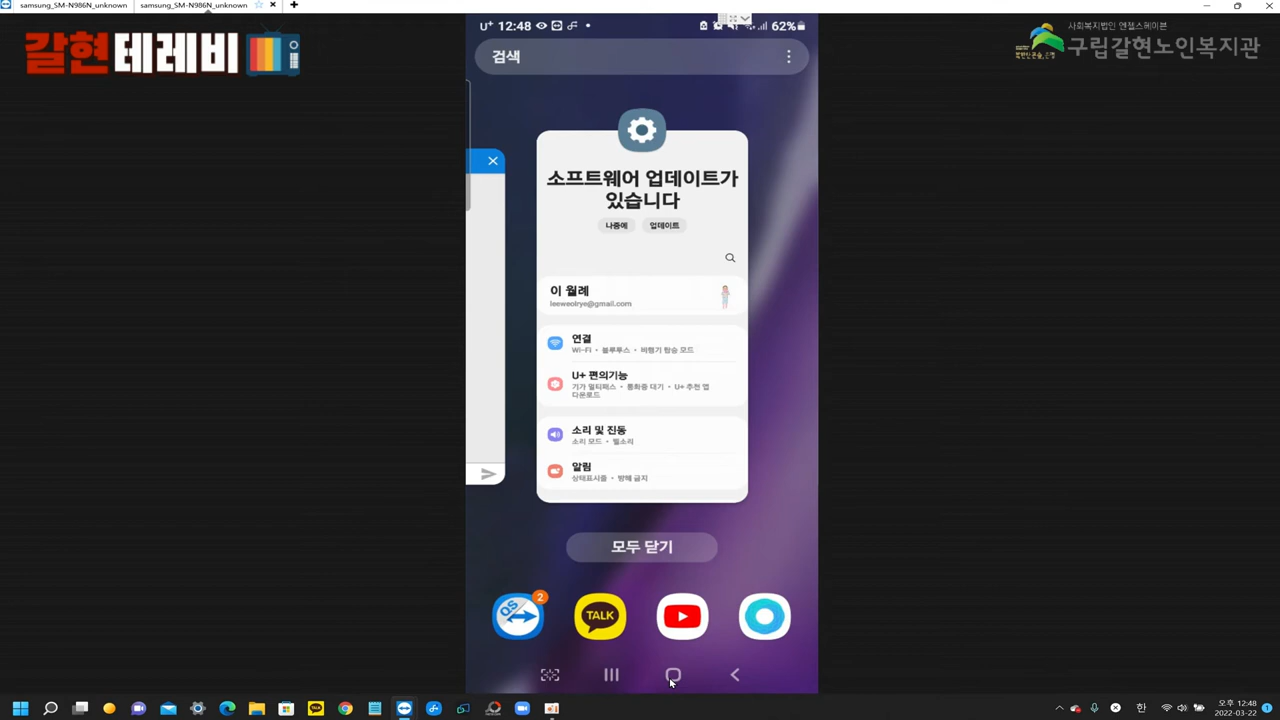 samsung_SM-N986N_unknown
samsung_SM-N986N_unknown
갈현테레비
사회복지법인 엔젤스헤이븐
구립갈현노인복지관
U+ 12:48
62%
검색
소프트웨어 업데이트가
있습니다
나중에
업데이트
이 월례
leeweolrye@gmail.com
연결
Wi-Fi • 블루투스 • 비행기 탑승 모드
U+ 편의기능
기가 멀티패스 • 통화중 대기 • U+ 추천 앱
다운로드
소리 및 진동
소리 모드 • 벨소리
알림
상태표시줄 • 방해 금지
모두 닫기
QS
2
TALK
한
오후 12:48
2022-03-22